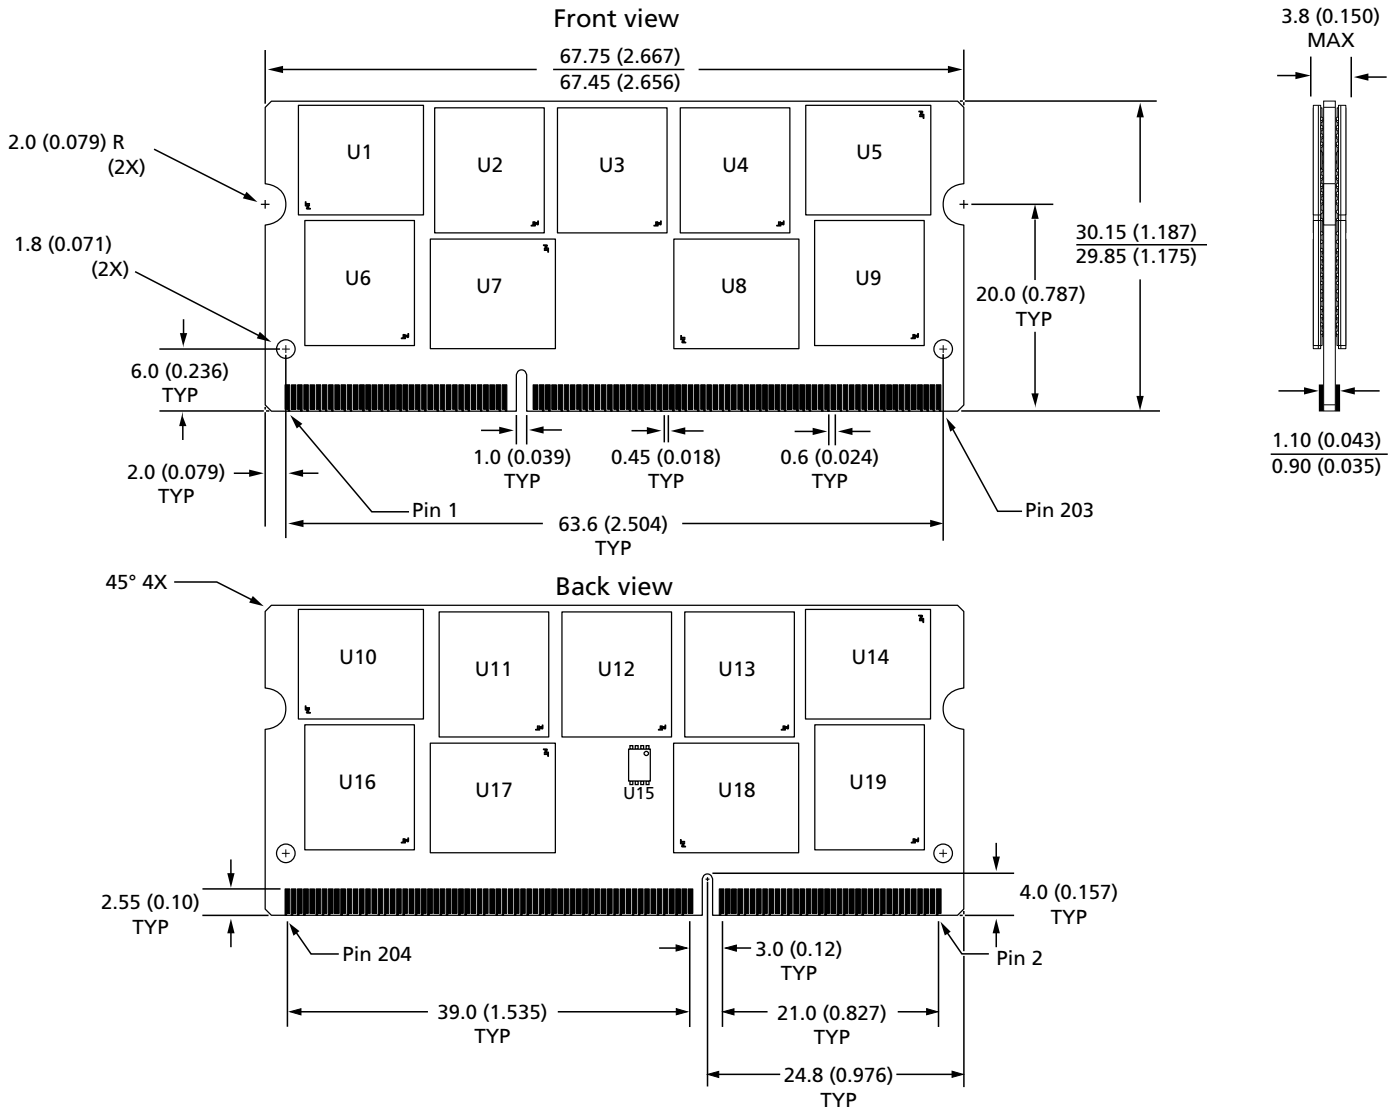 Front view
3.8 (0.150)
MAX
67.75 (2.667)
67.45 (2.656)
2.0 (0.079) R
(2X)
U1
U2
U3
U4
U5
1.8 (0.071)
(2X)
30.15 (1.187)
29.85 (1.175)
U6
U7
U8
U9
20.0 (0.787)
TYP
6.0 (0.236)
TYP
1.0 (0.039)
TYP
0.45 (0.018)
TYP
0.6 (0.024)
TYP
1.10 (0.043)
0.90 (0.035)
2.0 (0.079)
TYP
Pin 1
63.6 (2.504)
TYP
Pin 203
45° 4X
Back view
U10
U11
U12
U13
U14
U16
U17
U15
U18
U19
2.55 (0.10)
TYP
4.0 (0.157)
TYP
Pin 204
3.0 (0.12)
TYP
Pin 2
39.0 (1.535)
TYP
21.0 (0.827)
TYP
24.8 (0.976)
TYP